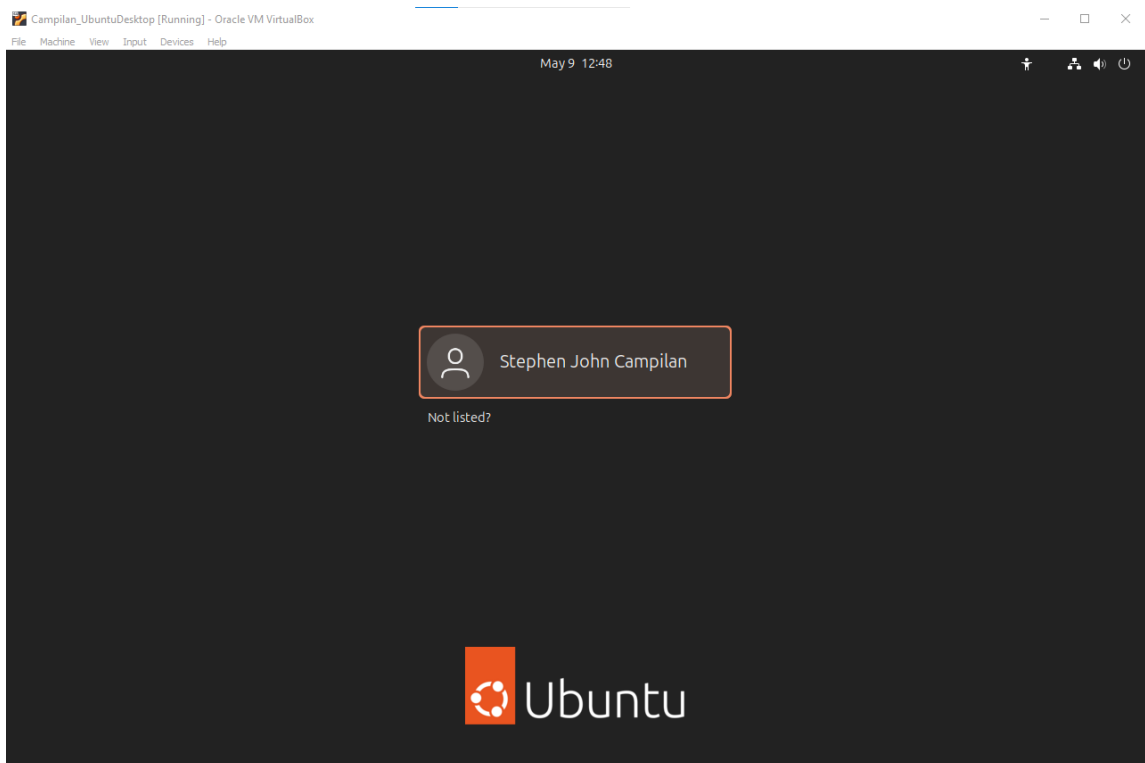 Campilan_UbuntuDesktop [Running] - Oracle VM VirtualBox
File Machine View Input Devices Help
May 9 12:48
Stephen John Campilan
Not listed?
Ubuntu